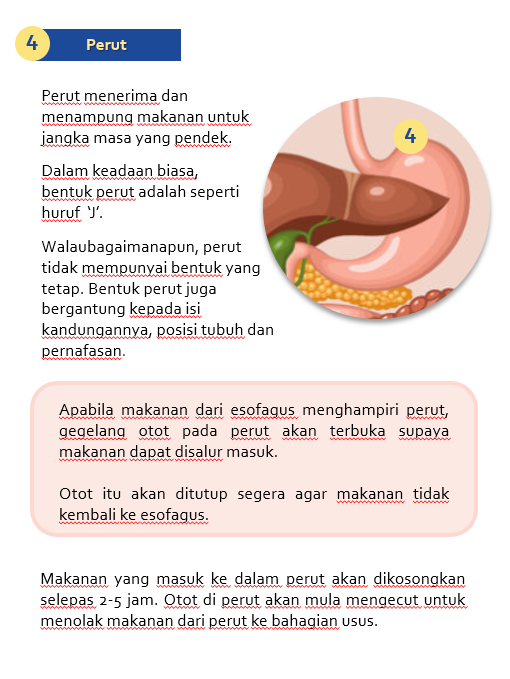 4 Perut
Perut menerima dan
menampung makanan untuk
jangka masa yang pendek.
4
Dalam keadaan biasa,
bentuk perut adalah seperti
huruf ‘J’.
Walaubagaimanapun, perut
tidak mempunyai bentuk yang
tetap. Bentuk perut juga
bergantung kepada isi
kandungannya, posisi tubuh dan
pernafasan.
Apabila makanan dari esofagus menghampiri perut,
gegelang otot pada perut akan terbuka supaya
makanan dapat disalur masuk.
Otot itu akan ditutup segera agar makanan tidak
kembali ke esofagus.
Makanan yang masuk ke dalam perut akan dikosongkan
selepas 2-5 jam. Otot di perut akan mula mengecut untuk
menolak makanan dari perut ke bahagian usus.